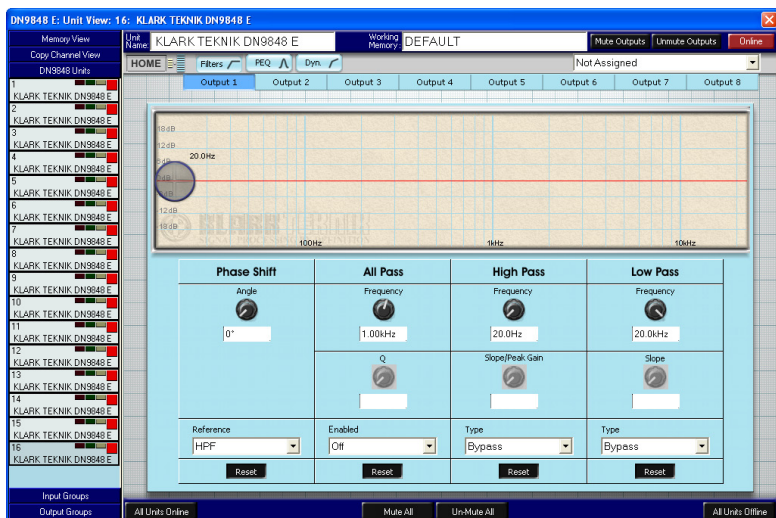 DN9848 E: Unit View: 16: KLARK TEKNIK DN9848 E
Memory View
Copy Channel View
DN9848 Units
1
KLARK TEKNIK DN9848 E
2
KLARK TEKNIK DN9848 E
3
KLARK TEKNIK DN9848 E
4
KLARK TEKNIK DN9848 E
5
KLARK TEKNIK DN9848 E
6
KLARK TEKNIK DN9848 E
7
KLARK TEKNIK DN9848 E
8
KLARK TEKNIK DN9848 E
9
KLARK TEKNIK DN9848 E
10
KLARK TEKNIK DN9848 E
11
KLARK TEKNIK DN9848 E
12
KLARK TEKNIK DN9848 E
13
KLARK TEKNIK DN9848 E
14
KLARK TEKNIK DN9848 E
15
KLARK TEKNIK DN9848 E
16
KLARK TEKNIK DN9848 E
Input Groups
Output Groups
Unit Name: KLARK TEKNIK DN9848 E Working Memory: DEFAULT Mute Outputs Unmute Outputs Online
HOME Filters PEQ Dyn. Not Assigned
Output 1 Output 2 Output 3 Output 4 Output 5 Output 6 Output 7 Output 8
18dB
12dB
20.0Hz
-12dB
-18dB
KLARK TEKNIK
SIGNAL PROCESSING BY DEFINITION
100Hz 1kHz 10kHz
Phase Shift All Pass High Pass Low Pass
Angle Frequency Frequency Frequency
0° 1.00kHz 20.0Hz 20.0kHz
Q Slope/Peak Gain Slope
Reference Enabled Type Type
HPF Off Bypass Bypass
Reset Reset Reset Reset
All Units Online Mute All Un-Mute All All Units Offline